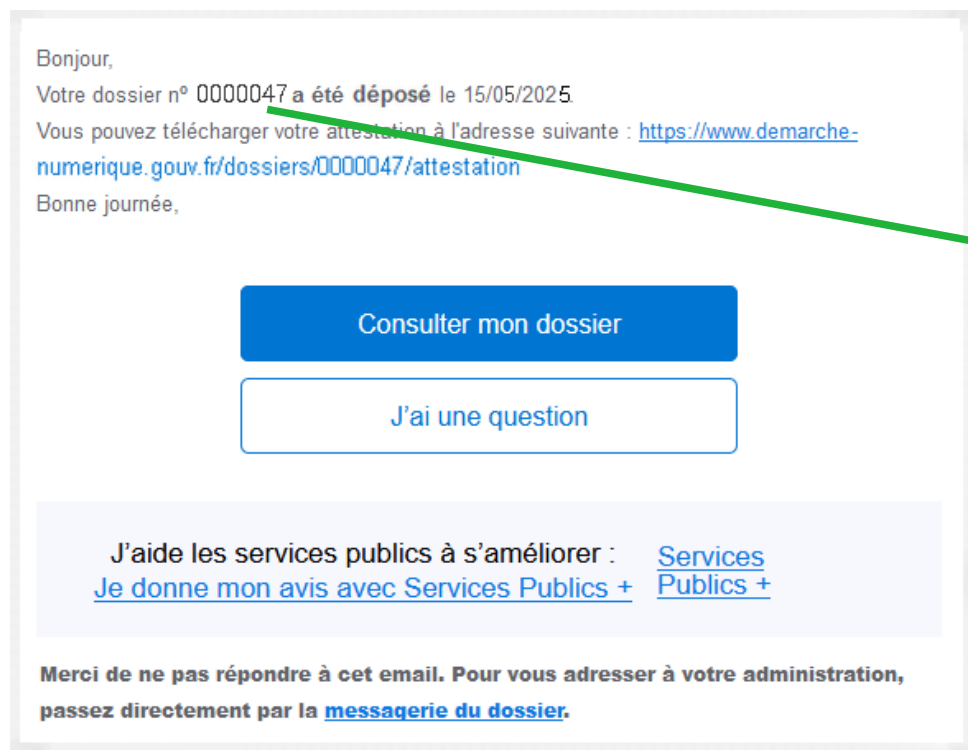 Bonjour,
Votre dossier nº 0000047 a été déposé le 15/05/2025.
Vous pouvez télécharger votre attestation à l'adresse suivante : https://www.demarche-
numerique.gouv.fr/dossiers/0000047/attestation
Bonne journée,
Consulter mon dossier
J'ai une question
J’aide les services publics à s’améliorer :
Je donne mon avis avec Services Publics +
Services
Publics +
Merci de ne pas répondre à cet email. Pour vous adresser à votre administration,
passez directement par la messagerie du dossier.